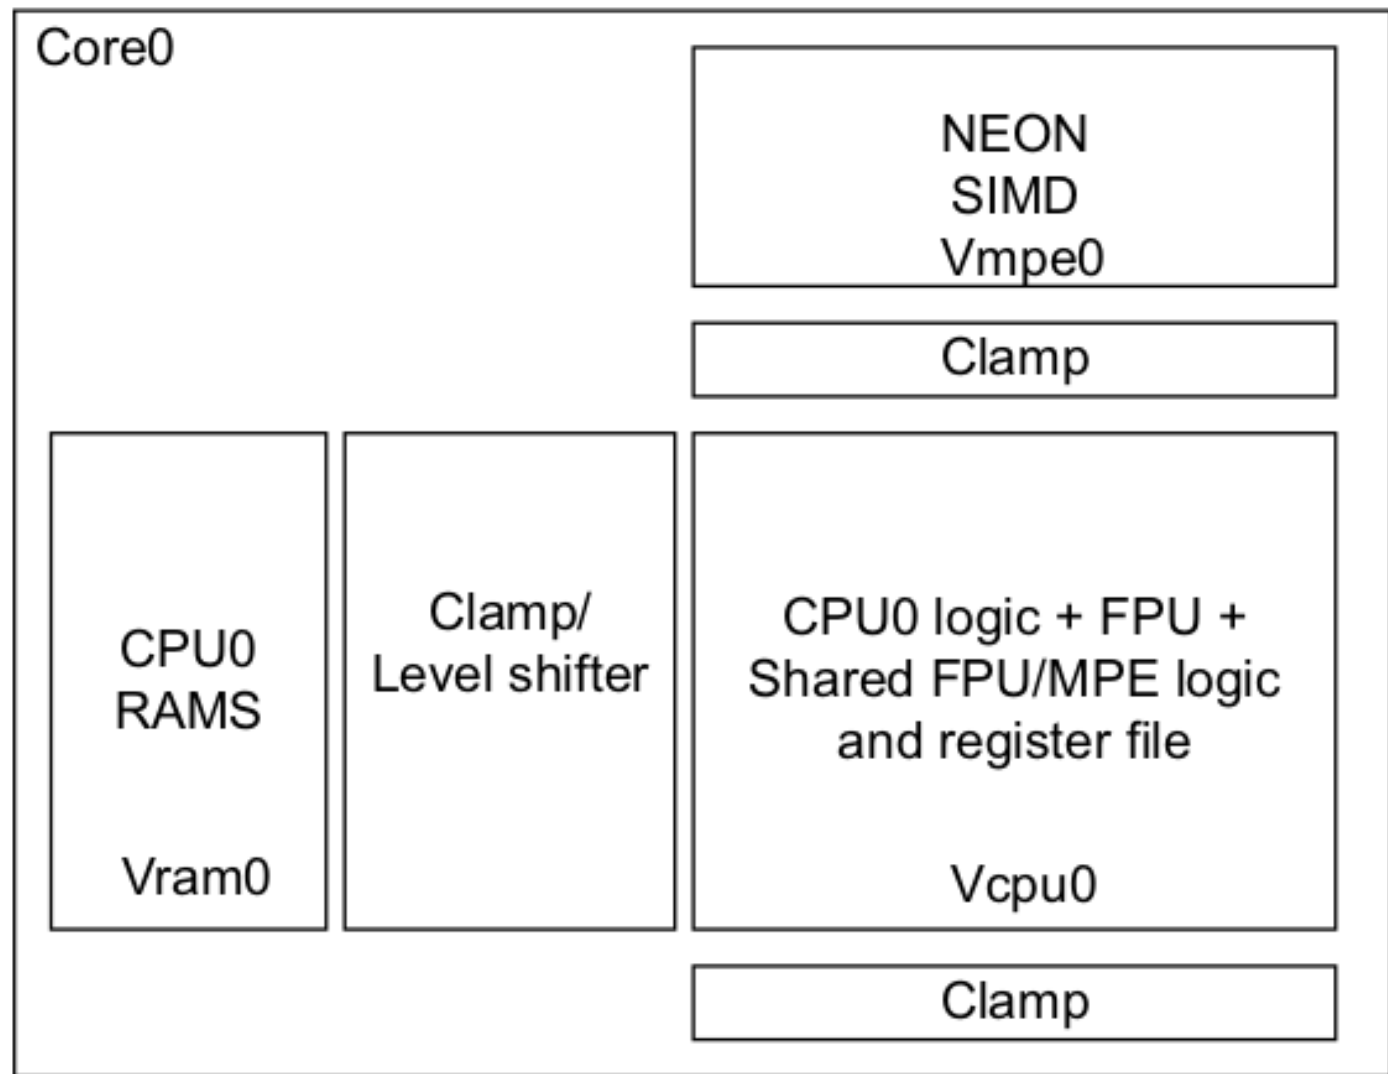 Core0
NEON
SIMD
Vmpe0
Clamp
CPU0
RAMS
Vram0
Clamp/
Level shifter
CPU0 logic + FPU +
Shared FPU/MPE logic
and register file
Vcpu0
Clamp